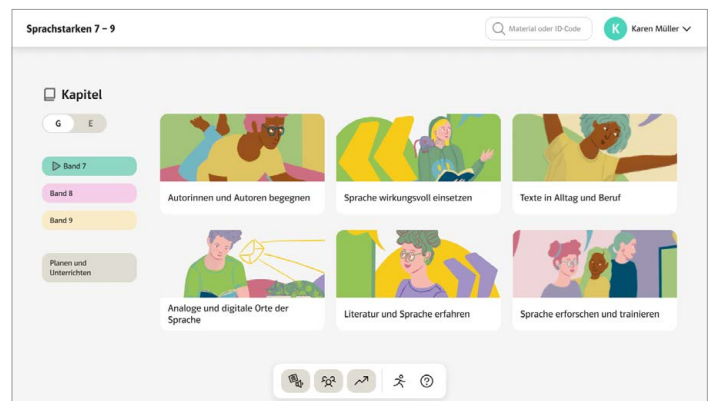 Sprachstarken 7 – 9
Material oder ID-Code
K
Karen Müller
Kapitel
G E
Band 7
Band 8
Band 9
Planen und
Unterrichten
Autorinnen und Autoren begegnen
Sprache wirkungsvoll einsetzen
Texte in Alltag und Beruf
Analoge und digitale Orte der
Sprache
Literatur und Sprache erfahren
Sprache erforschen und trainieren